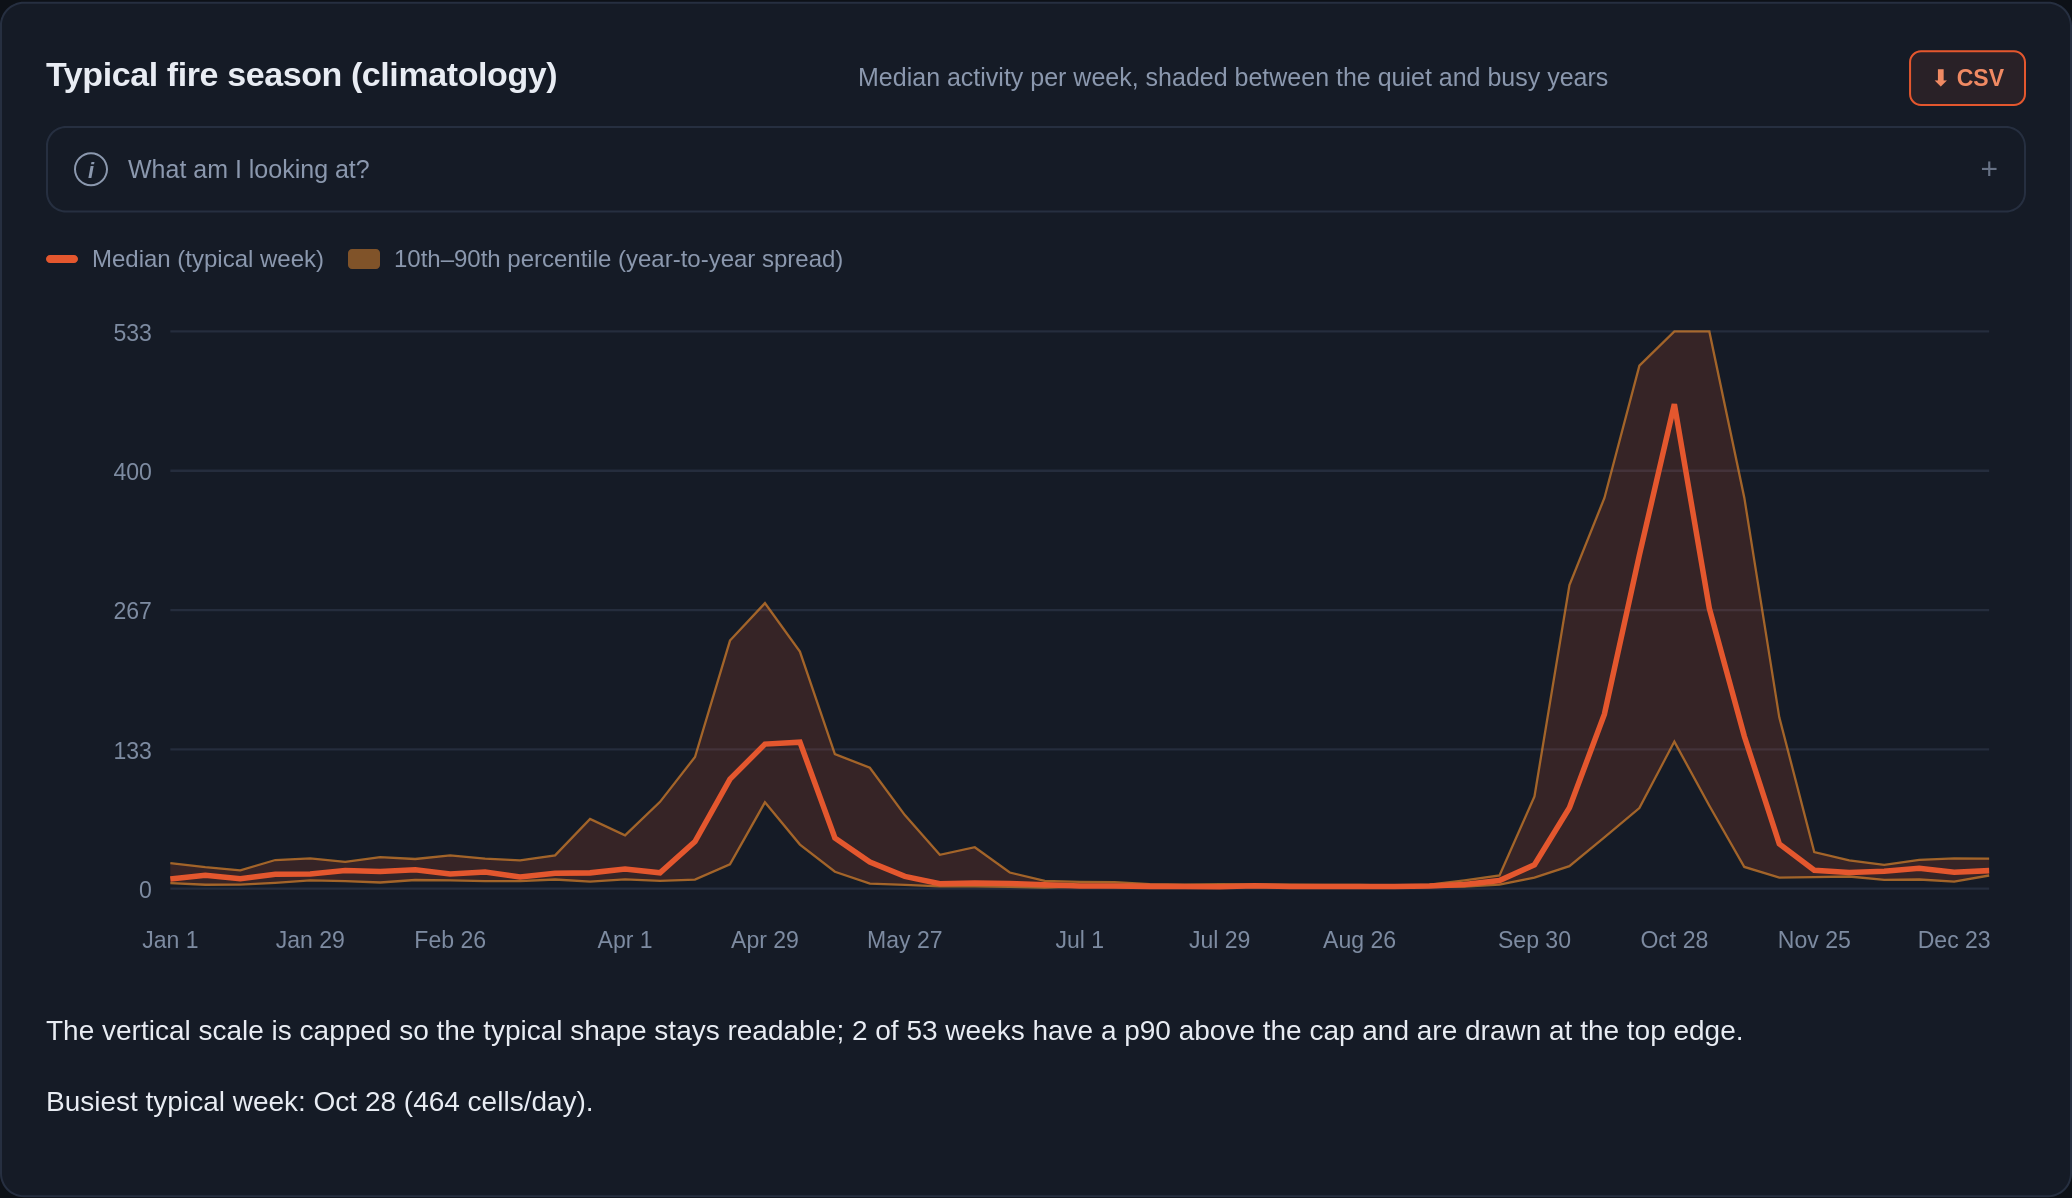 Typical fire season (climatology)
Median activity per week, shaded between the quiet and busy years
⬇ CSV
i What am I looking at? +
Median (typical week) 10th–90th percentile (year-to-year spread)
533
400
267
133
0
Jan 1 Jan 29 Feb 26 Apr 1 Apr 29 May 27 Jul 1 Jul 29 Aug 26 Sep 30 Oct 28 Nov 25 Dec 23
The vertical scale is capped so the typical shape stays readable; 2 of 53 weeks have a p90 above the cap and are drawn at the top edge.
Busiest typical week: Oct 28 (464 cells/day).